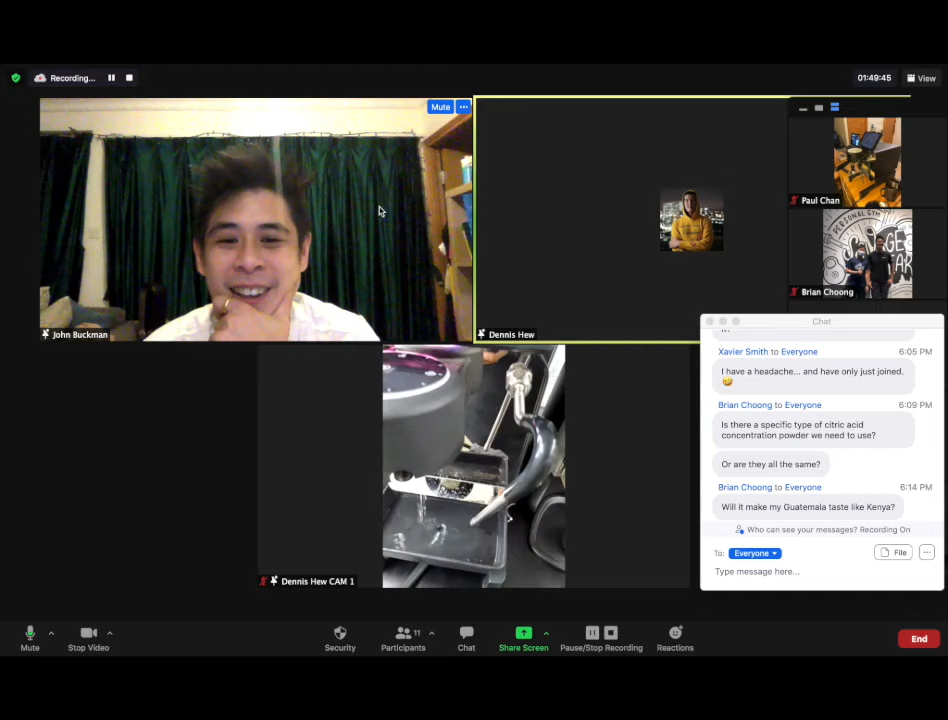 Recording...
01:49:45
View
Mute
John Buckman
Dennis Hew
Paul Chan
PERSONAL GYM
Brian Choong
Chat
Xavier Smith to Everyone 6:05 PM
I have a headache... and have only just joined.
🤣
Brian Choong to Everyone 6:09 PM
Is there a specific type of citric acid
concentration powder we need to use?
Or are they all the same?
Brian Choong to Everyone 6:14 PM
Will it make my Guatemala taste like Kenya?
Who can see your messages? Recording On
To: Everyone
File
Type message here...
Dennis Hew CAM 1
Mute
Stop Video
Security
Participants 11
Chat
Share Screen
Pause/Stop Recording
Reactions
End